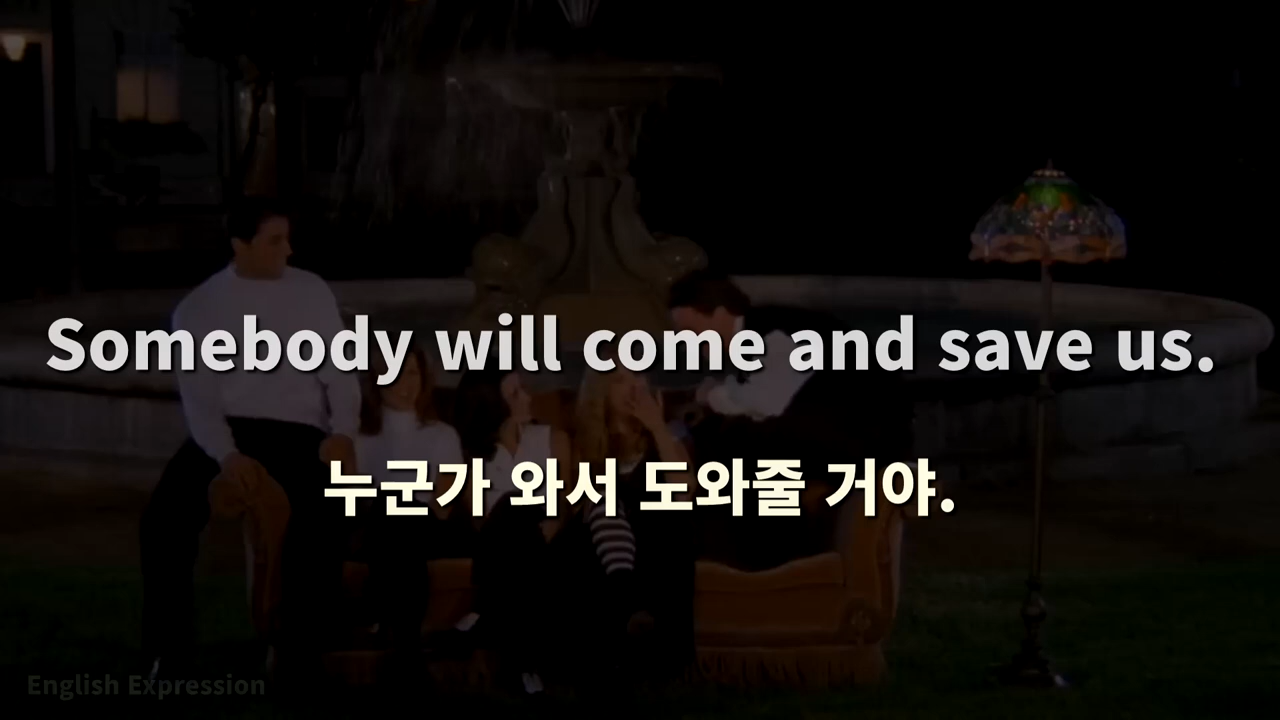 Somebody will come and save us.
누군가 와서 도와줄 거야.
English Expression